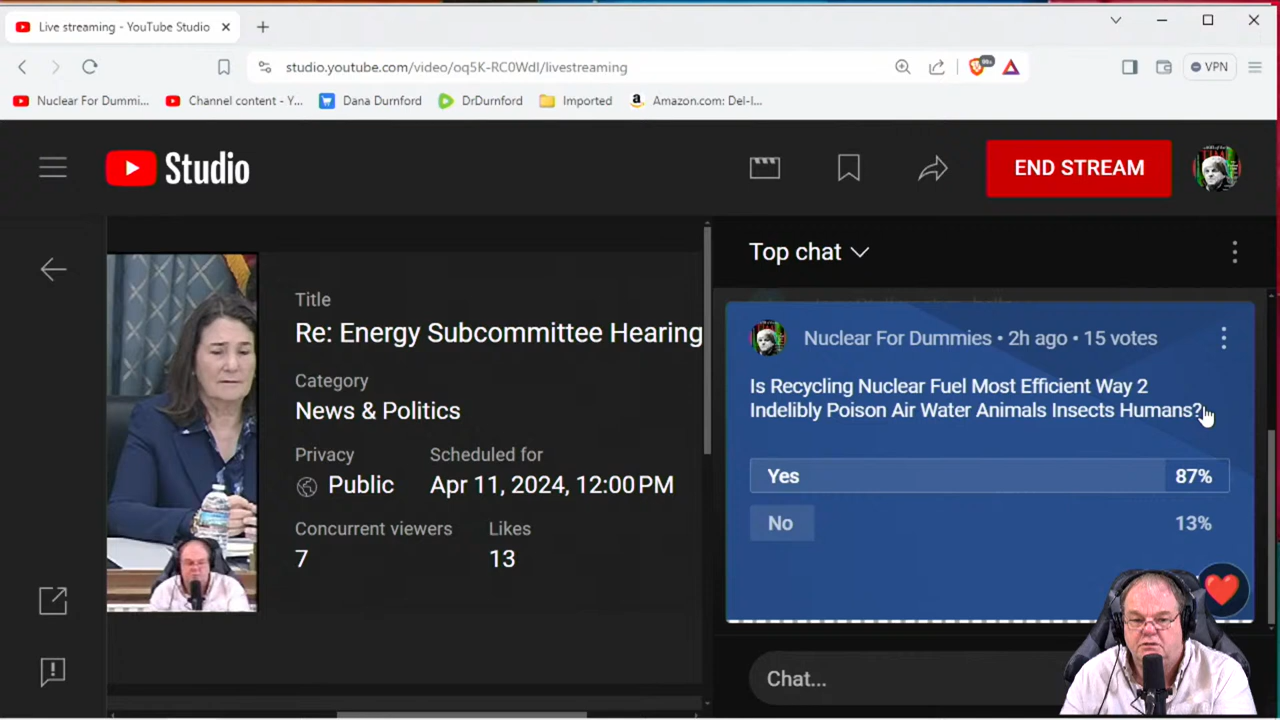 Live streaming - YouTube Studio
studio.youtube.com/video/oq5K-RC0WdI/livestreaming
99+
VPN
Nuclear For Dummi...
Channel content - Y...
Dana Durnford
DrDurnford
Imported
Amazon.com: Del-I...
Studio
END STREAM
Top chat
Title
Re: Energy Subcommittee Hearing
Category
News & Politics
Privacy
Scheduled for
Public
Apr 11, 2024, 12:00 PM
Concurrent viewers
Likes
7
13
Nuclear For Dummies • 2h ago • 15 votes
Is Recycling Nuclear Fuel Most Efficient Way 2
Indelibly Poison Air Water Animals Insects Humans?
Yes
87%
No
13%
Chat...